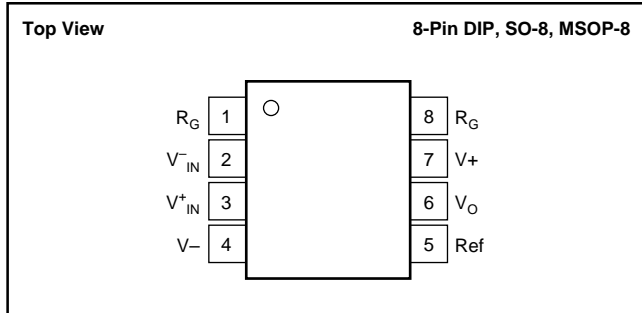 Top View 8-Pin DIP, SO-8, MSOP-8
R_G 1 8 R_G
V^–_IN 2 7 V+
V^+_IN 3 6 V_O
V– 4 5 Ref